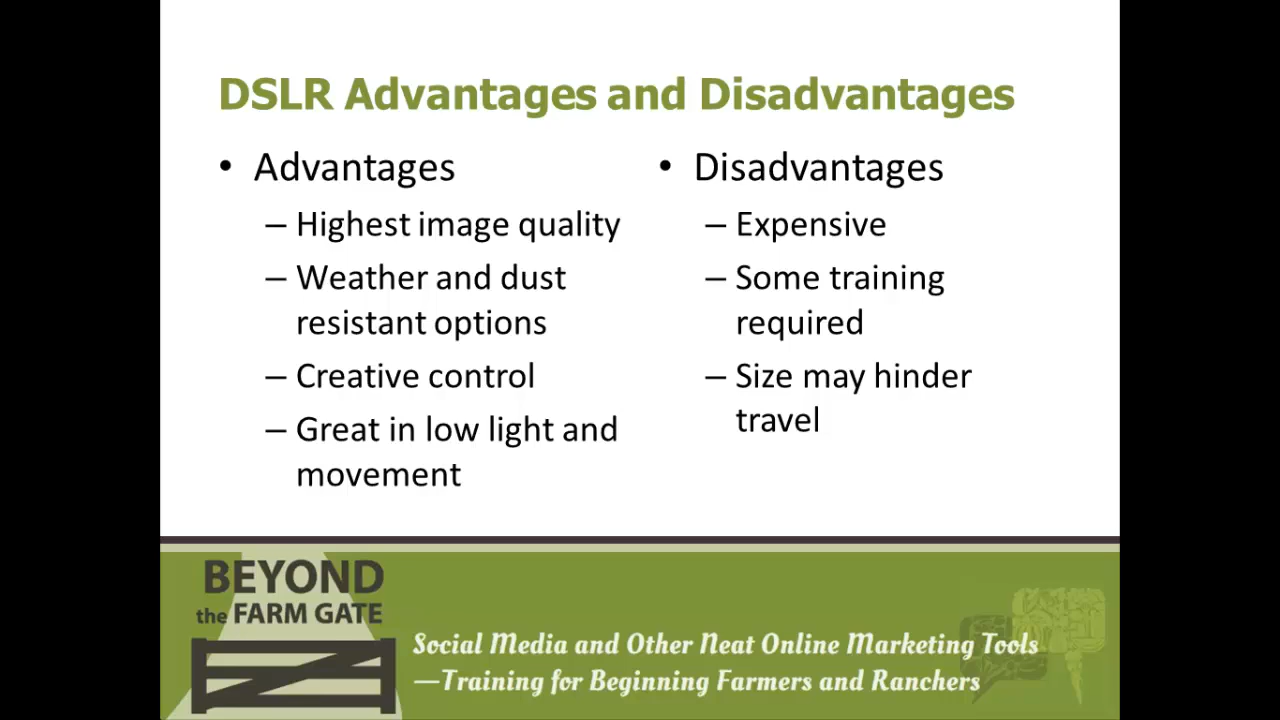 DSLR Advantages and Disadvantages
• Advantages
– Highest image quality
– Weather and dust
resistant options
– Creative control
– Great in low light and
movement
• Disadvantages
– Expensive
– Some training
required
– Size may hinder
travel
BEYOND
the FARM GATE
Social Media and Other Neat Online Marketing Tools
—Training for Beginning Farmers and Ranchers